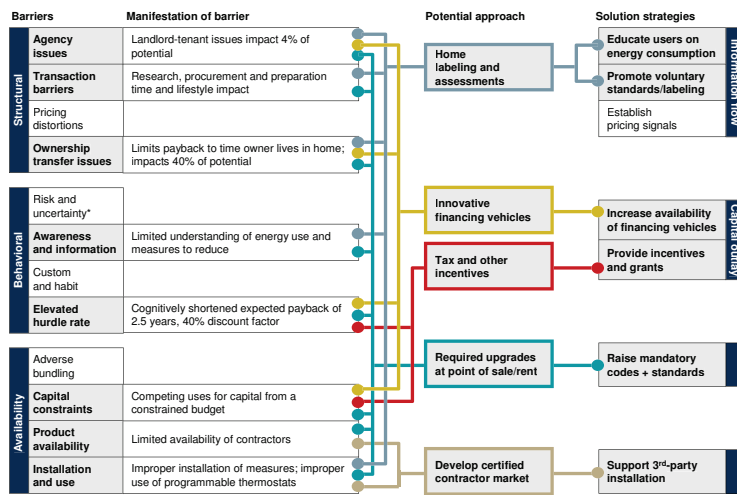 Barriers
Manifestation of barrier
Potential approach
Solution strategies
Structural
Agency
issues
Landlord-tenant issues impact 4% of
potential
Transaction
barriers
Research, procurement and preparation
time and lifestyle impact
Pricing
distortions
Ownership
transfer issues
Limits payback to time owner lives in home;
impacts 40% of potential
Behavioral
Risk and
uncertainty*
Awareness
and information
Limited understanding of energy use and
measures to reduce
Custom
and habit
Elevated
hurdle rate
Cognitively shortened expected payback of
2.5 years, 40% discount factor
Availability
Adverse
bundling
Capital
constraints
Competing uses for capital from a
constrained budget
Product
availability
Limited availability of contractors
Installation
and use
Improper installation of measures; improper
use of programmable thermostats
Home
labeling and
assessments
Innovative
financing vehicles
Tax and other
incentives
Required upgrades
at point of sale/rent
Develop certified
contractor market
Educate users on
energy consumption
Promote voluntary
standards/labeling
Establish
pricing signals
Information flow
Increase availability
of financing vehicles
Provide incentives
and grants
Capital outlay
Raise mandatory
codes + standards
Support 3rd-party
installation